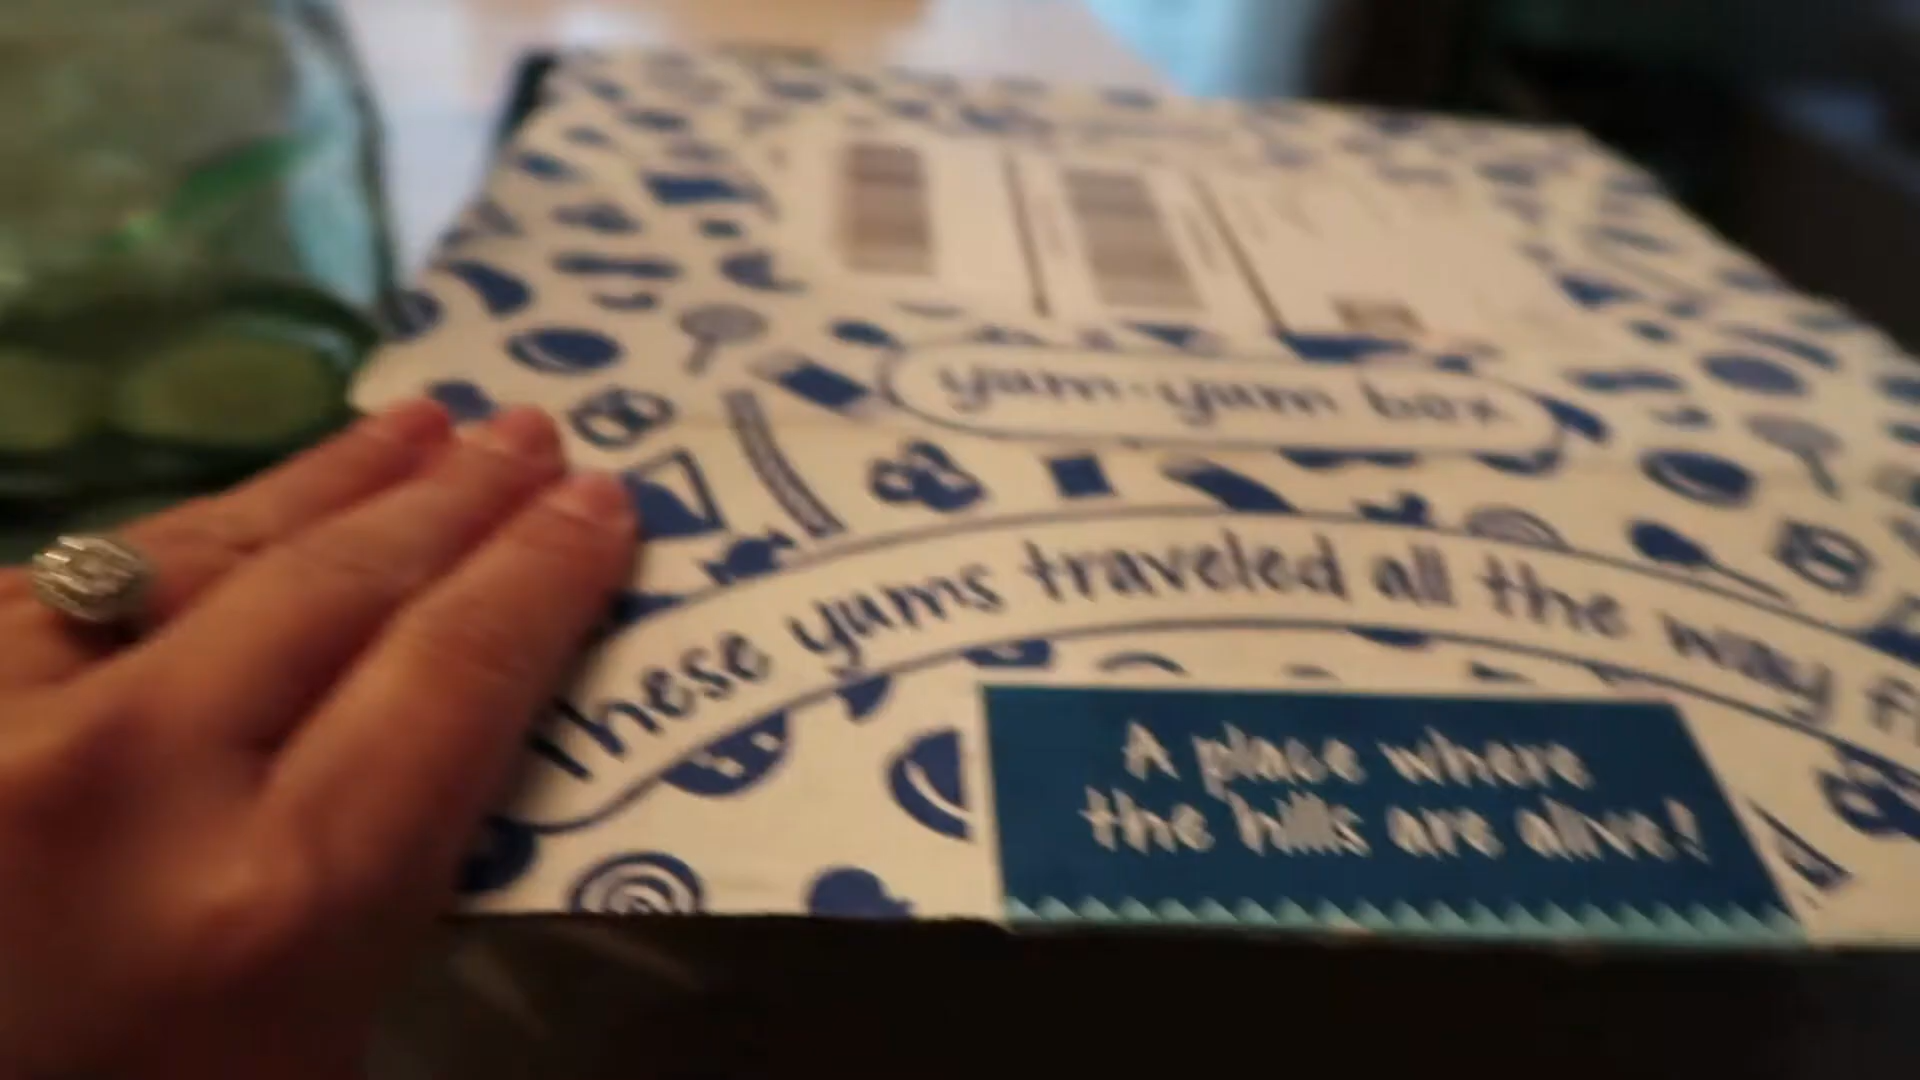 yum-yum box
These yums traveled all the way
A place where
the hills are alive!